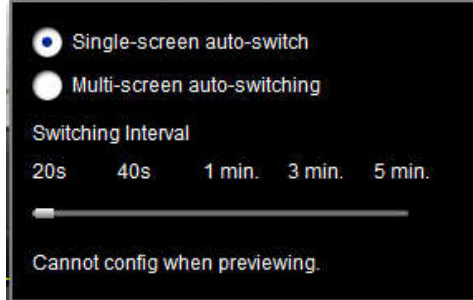 Single-screen auto-switch
Multi-screen auto-switching
Switching Interval
20s 40s 1 min. 3 min. 5 min.
Cannot config when previewing.